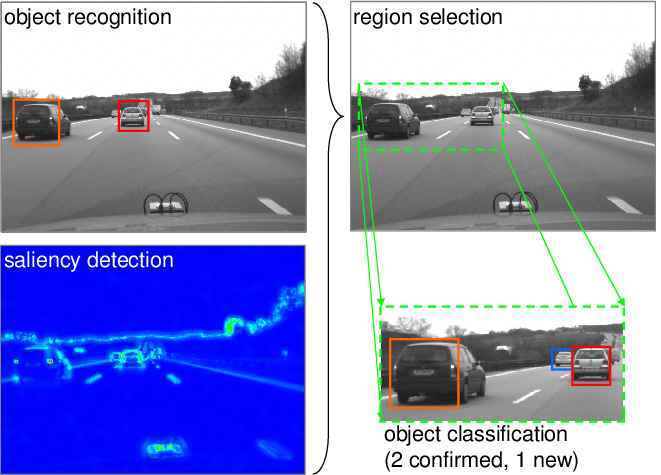 object recognition
region selection
saliency detection
object classification
(2 confirmed, 1 new)